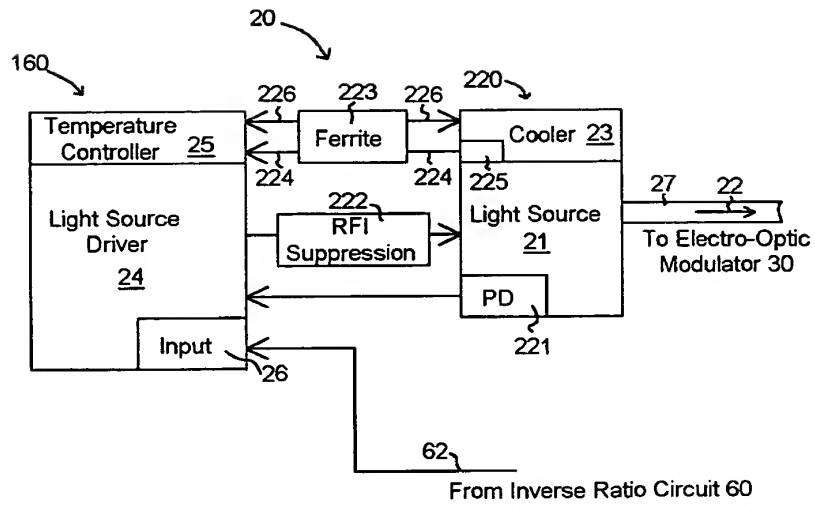 20
160
220
226
223
226
Temperature
Controller 25
Ferrite
Cooler 23
224
224
225
222
27
22
Light Source
Driver
24
RFI
Suppression
Light Source
21
To Electro-Optic
Modulator 30
PD
221
Input
26
62
From Inverse Ratio Circuit 60